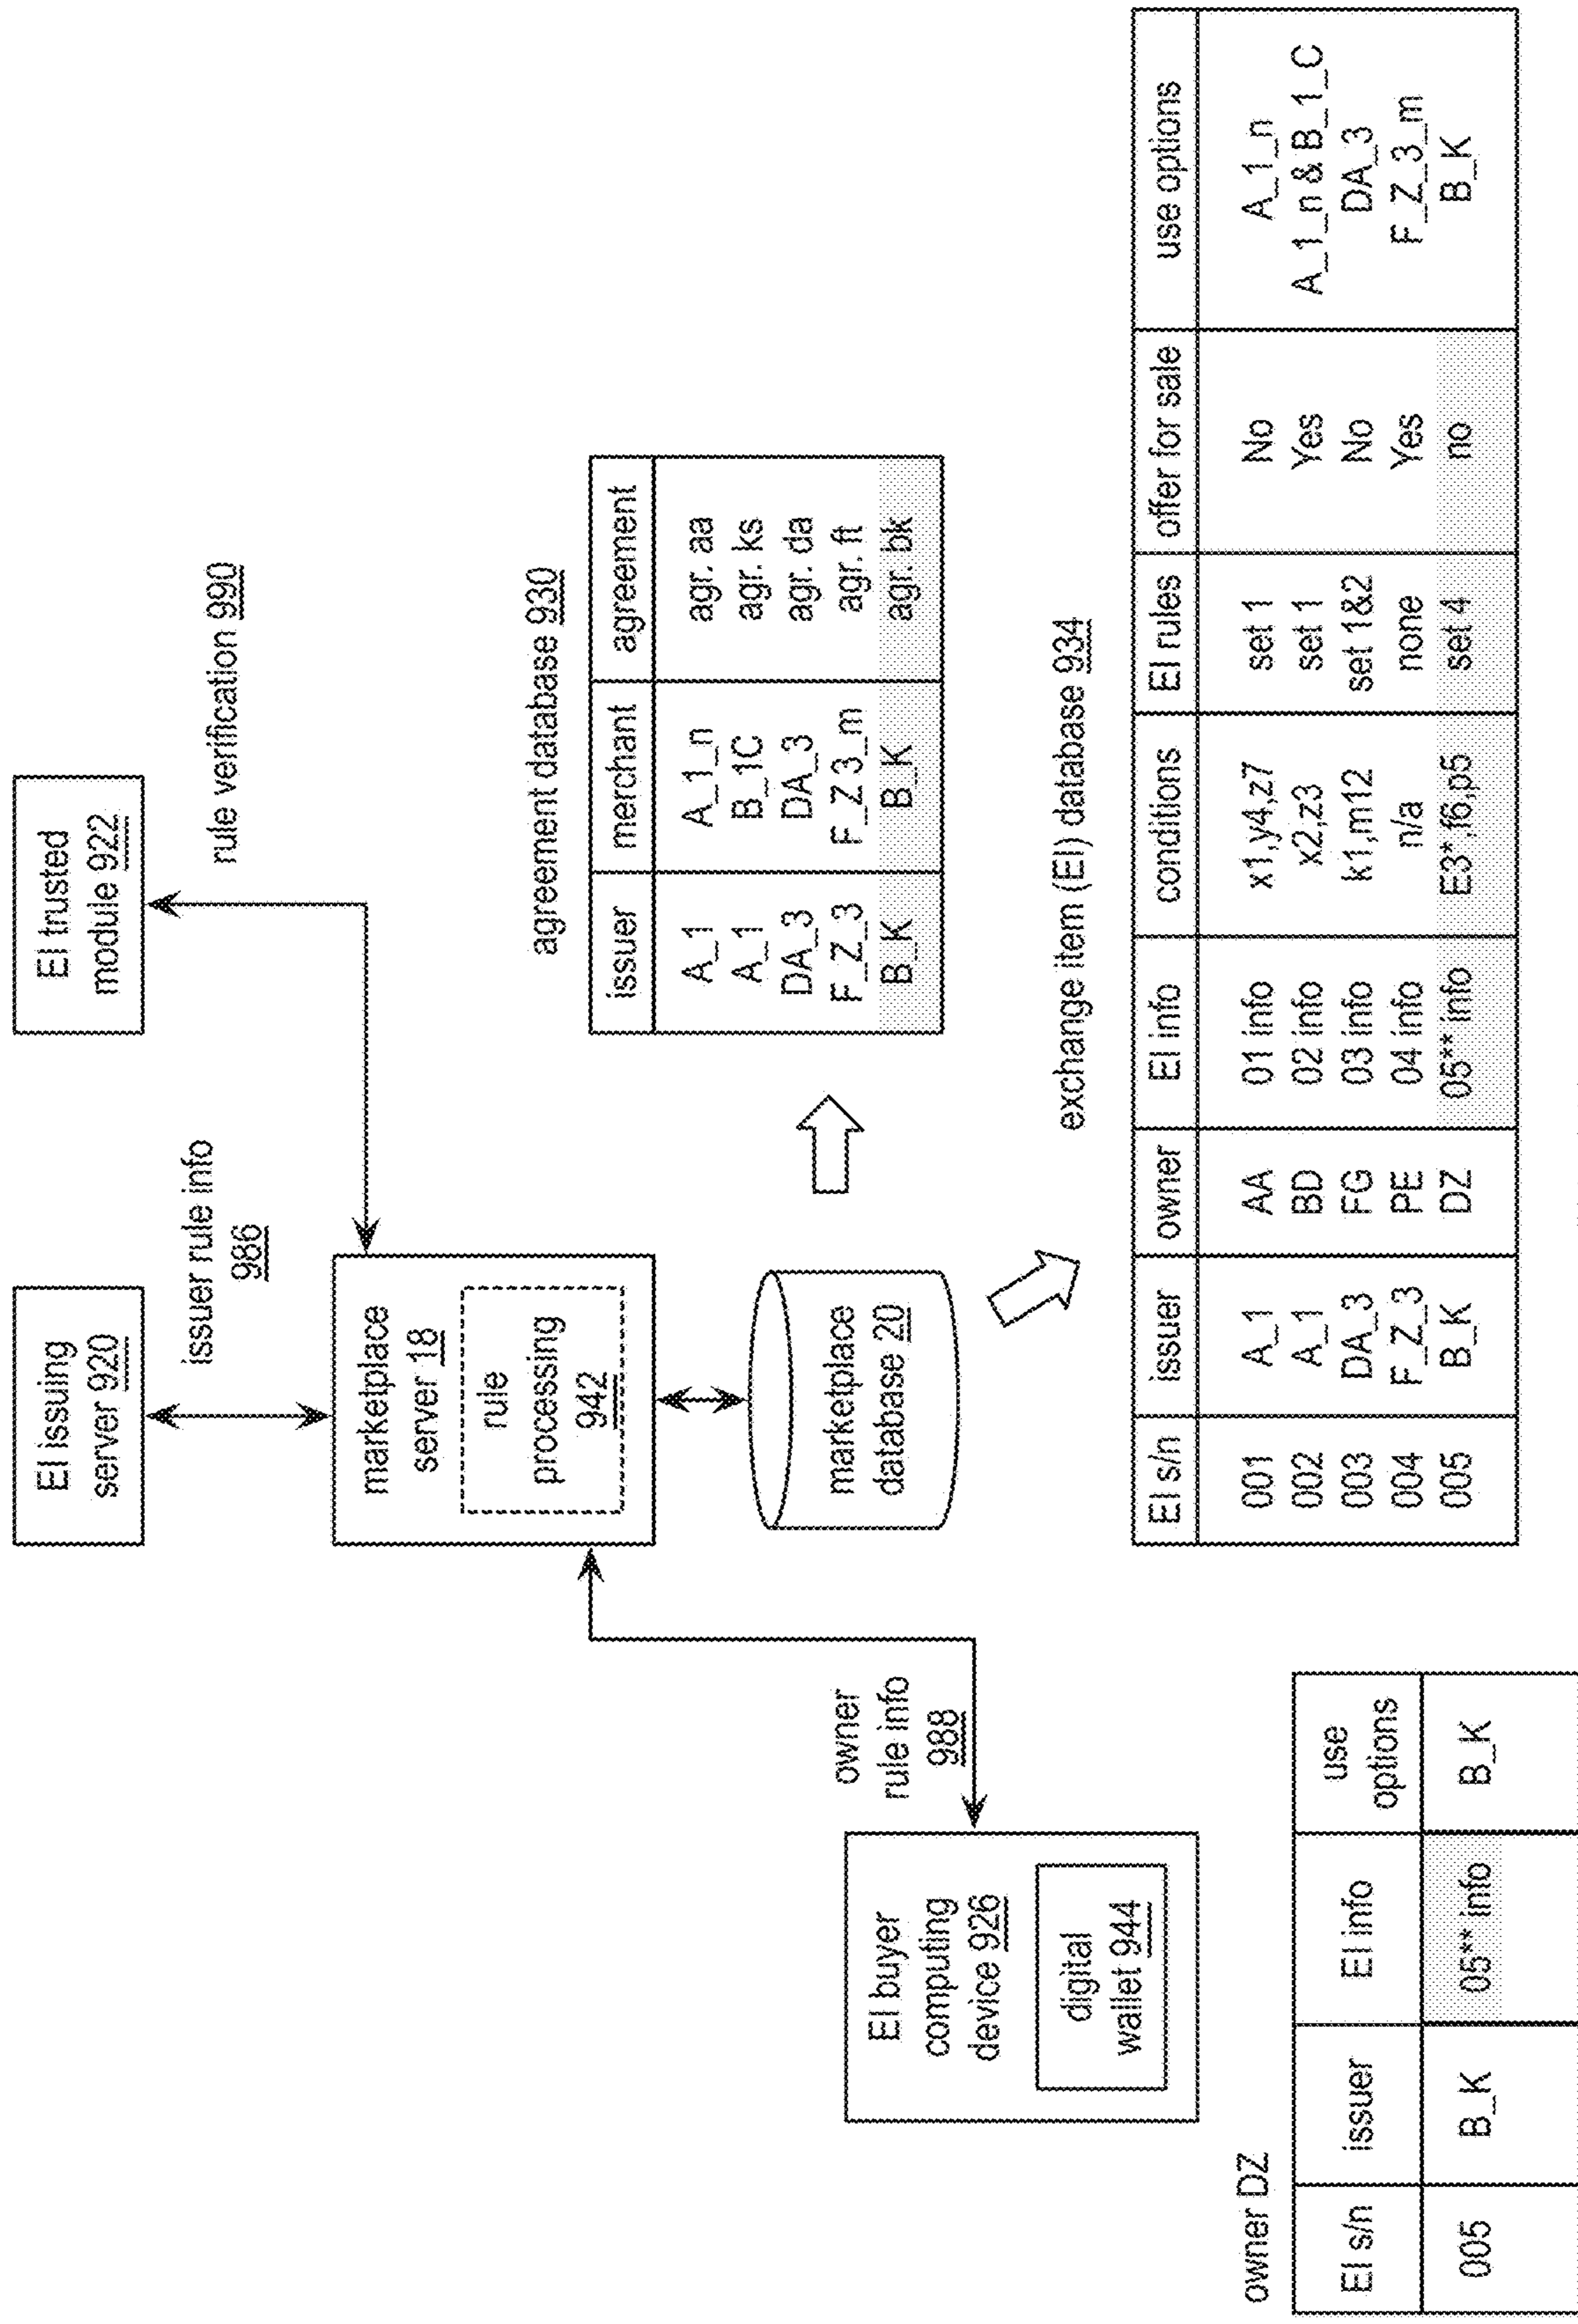 EI issuing
server 920
EI trusted
module 922
issuer rule info
986
rule verification 990
marketplace
server 18
rule
processing
942
marketplace
database 20
owner
rule info
988
EI buyer
computing
device 926
digital
wallet 944
agreement database 930
issuer merchant agreement
A_1 A_1_n agr. aa
A_1 B_1C agr. ks
DA_3 DA_3 agr. da
F_Z_3 F_Z 3_m agr. ft
B_K B_K agr. bk
exchange item (EI) database 934
EI s/n issuer owner EI info conditions EI rules offer for sale use options
001 A_1 AA 01 info x1,y4,z7 set 1 No A_1_n
002 A_1 BD 02 info x2,z3 set 1 Yes A_1_n & B_1_C
003 DA_3 FG 03 info k1,m12 set 1&2 No DA_3
004 F_Z_3 PE 04 info n/a none Yes F_Z_3_m
005 B_K DZ 05** info E3*,f6,p5 set 4 no B_K
owner DZ
EI s/n issuer EI info use
options
005 B_K 05** info B_K